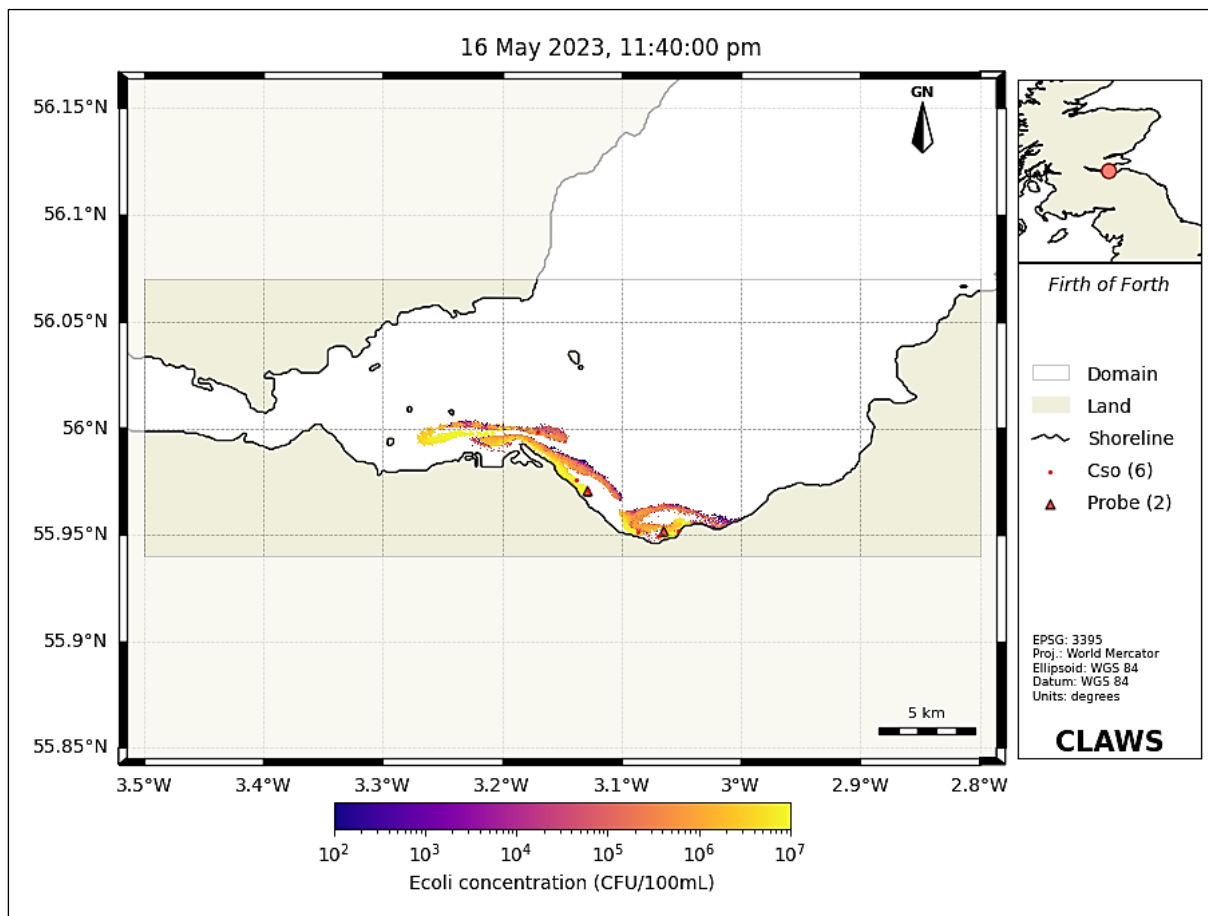 16 May 2023, 11:40:00 pm
GN
56.15°N
56.1°N
56.05°N
56°N
55.95°N
55.9°N
55.85°N
5 km
3.5°W 3.4°W 3.3°W 3.2°W 3.1°W 3°W 2.9°W 2.8°W
10² 10³ 10⁴ 10⁵ 10⁶ 10⁷
Ecoli concentration (CFU/100mL)
Firth of Forth
Domain
Land
Shoreline
Cso (6)
Probe (2)
EPSG: 3395
Proj.: World Mercator
Ellipsoid: WGS 84
Datum: WGS 84
Units: degrees
CLAWS